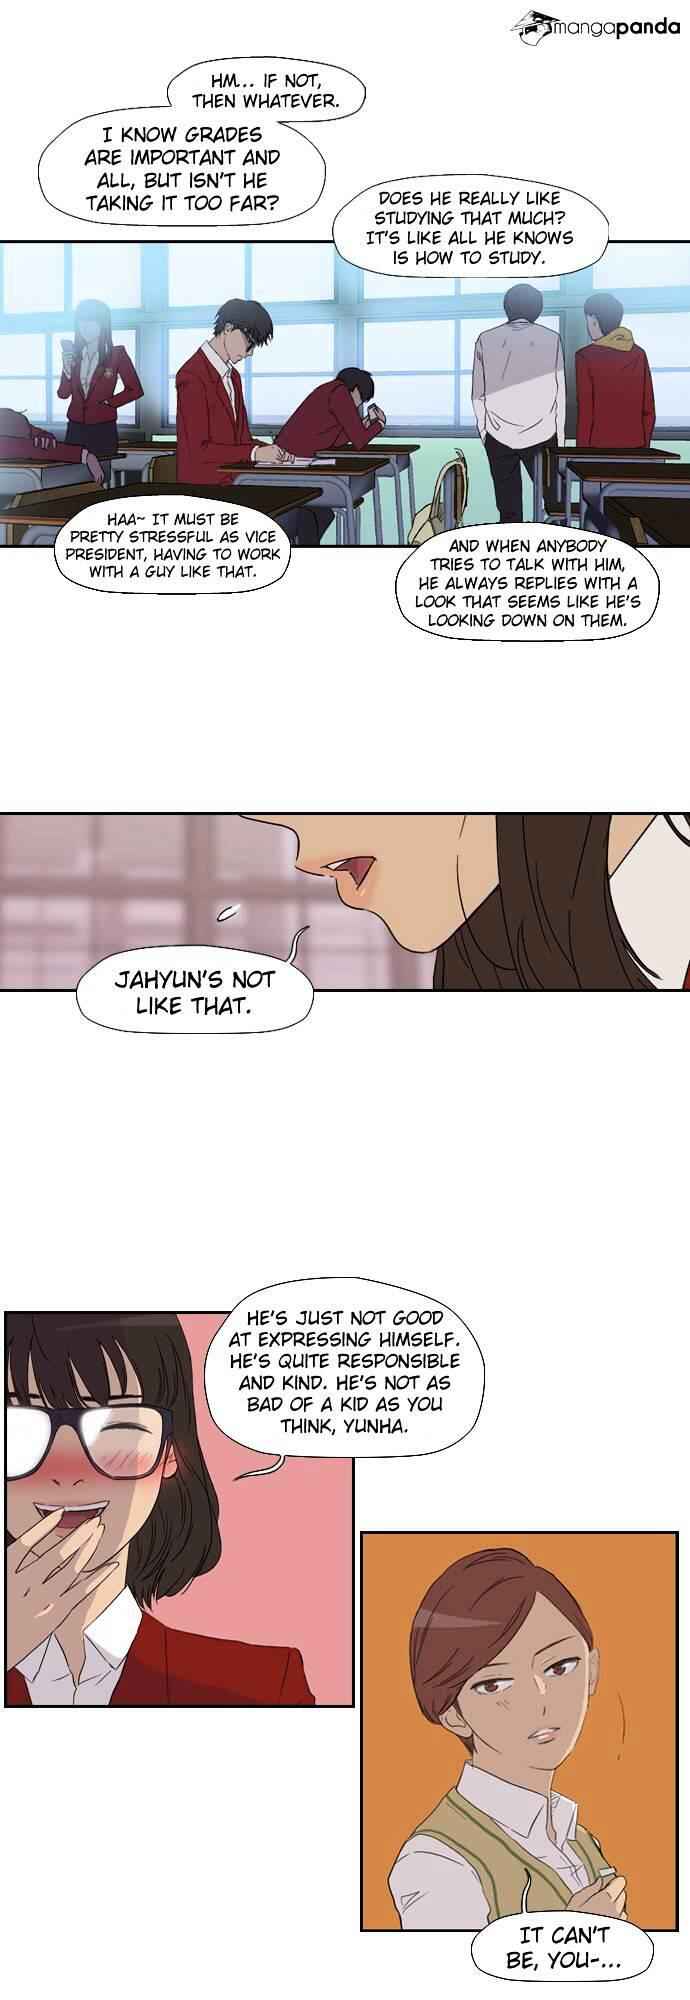 mangapanda
HM... IF NOT,
THEN WHATEVER.
I KNOW GRADES
ARE IMPORTANT AND
ALL, BUT ISN'T HE
TAKING IT TOO FAR?
DOES HE REALLY LIKE
STUDYING THAT MUCH?
IT'S LIKE ALL HE KNOWS
IS HOW TO STUDY.
HAA~ IT MUST BE
PRETTY STRESSFUL AS VICE
PRESIDENT, HAVING TO WORK
WITH A GUY LIKE THAT.
AND WHEN ANYBODY
TRIES TO TALK WITH HIM,
HE ALWAYS REPLIES WITH A
LOOK THAT SEEMS LIKE HE'S
LOOKING DOWN ON THEM.
JAHYUN'S NOT
LIKE THAT.
HE'S JUST NOT GOOD
AT EXPRESSING HIMSELF.
HE'S QUITE RESPONSIBLE
AND KIND. HE'S NOT AS
BAD OF A KID AS YOU
THINK, YUNHA.
IT CAN'T
BE, YOU-...